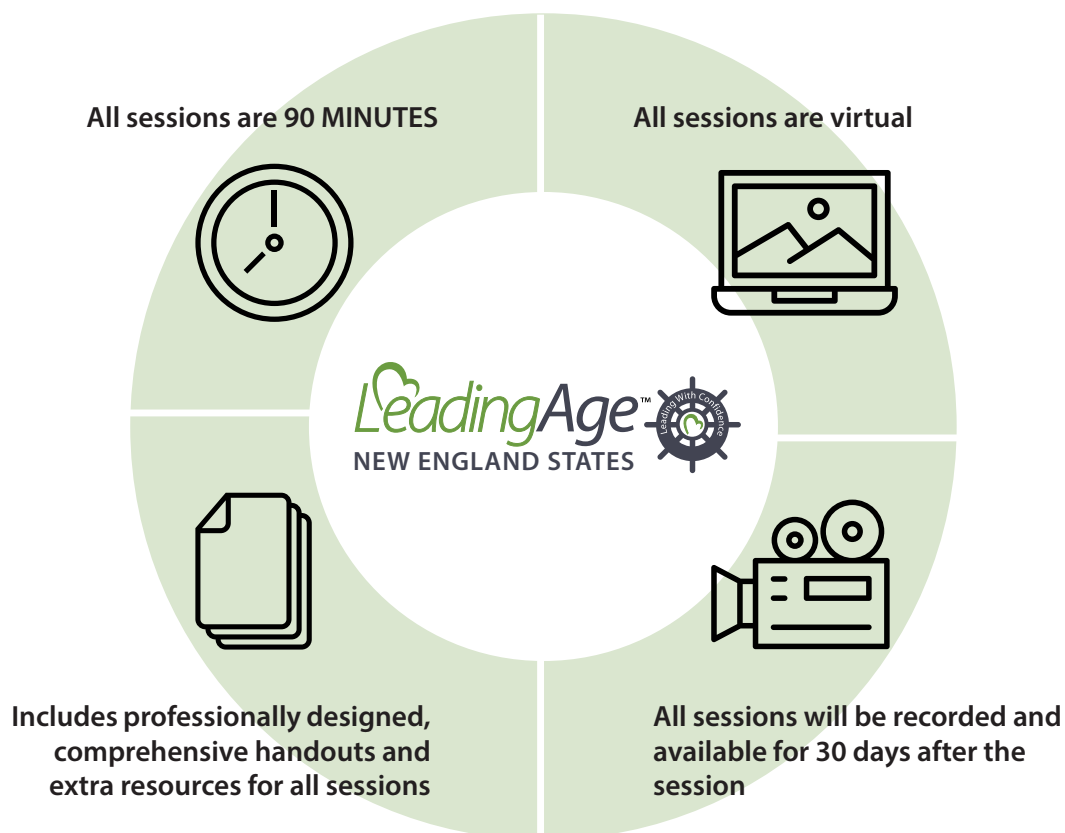 All sessions are 90 MINUTES
All sessions are virtual
LeadingAge™
Leading With Confidence
NEW ENGLAND STATES
Includes professionally designed,
comprehensive handouts and
extra resources for all sessions
All sessions will be recorded and
available for 30 days after the
session